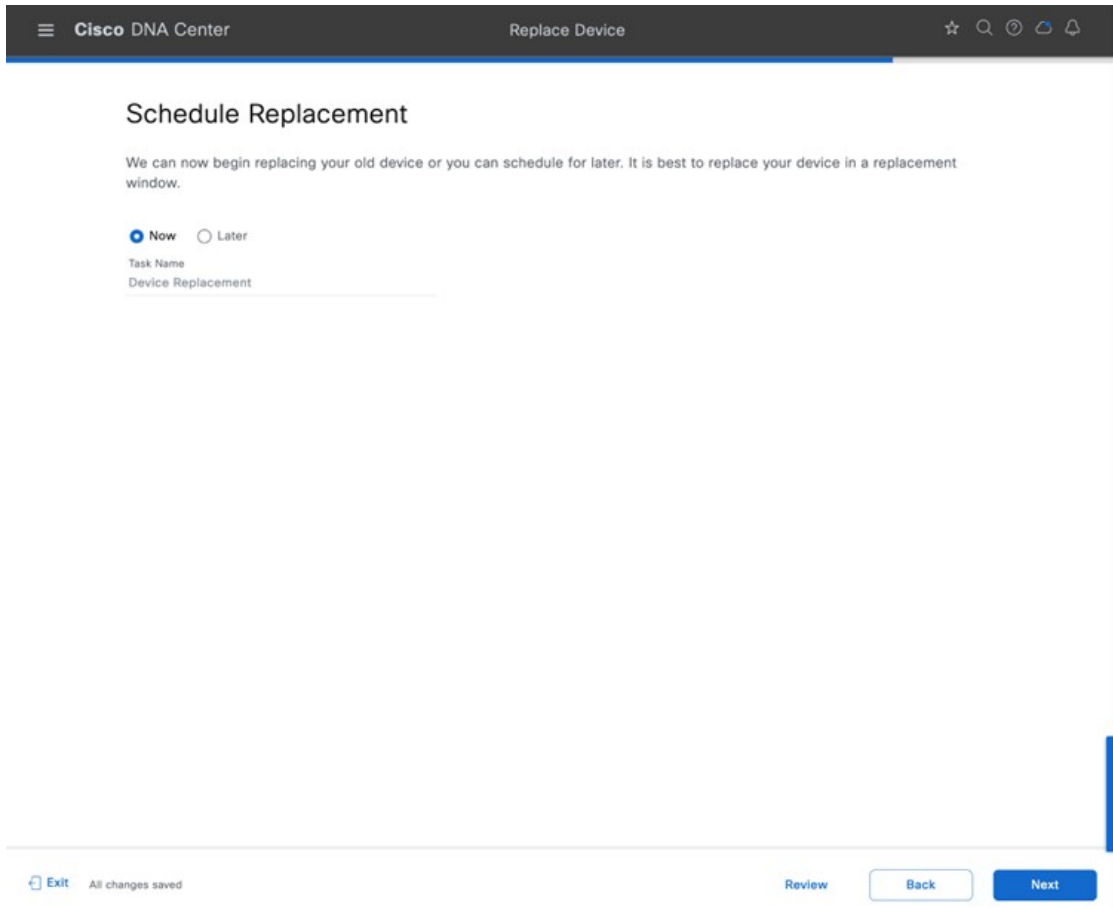 Cisco DNA Center
Replace Device
Schedule Replacement
We can now begin replacing your old device or you can schedule for later. It is best to replace your device in a replacement
window.
Now
Later
Task Name
Device Replacement
Exit
All changes saved
Review
Back
Next